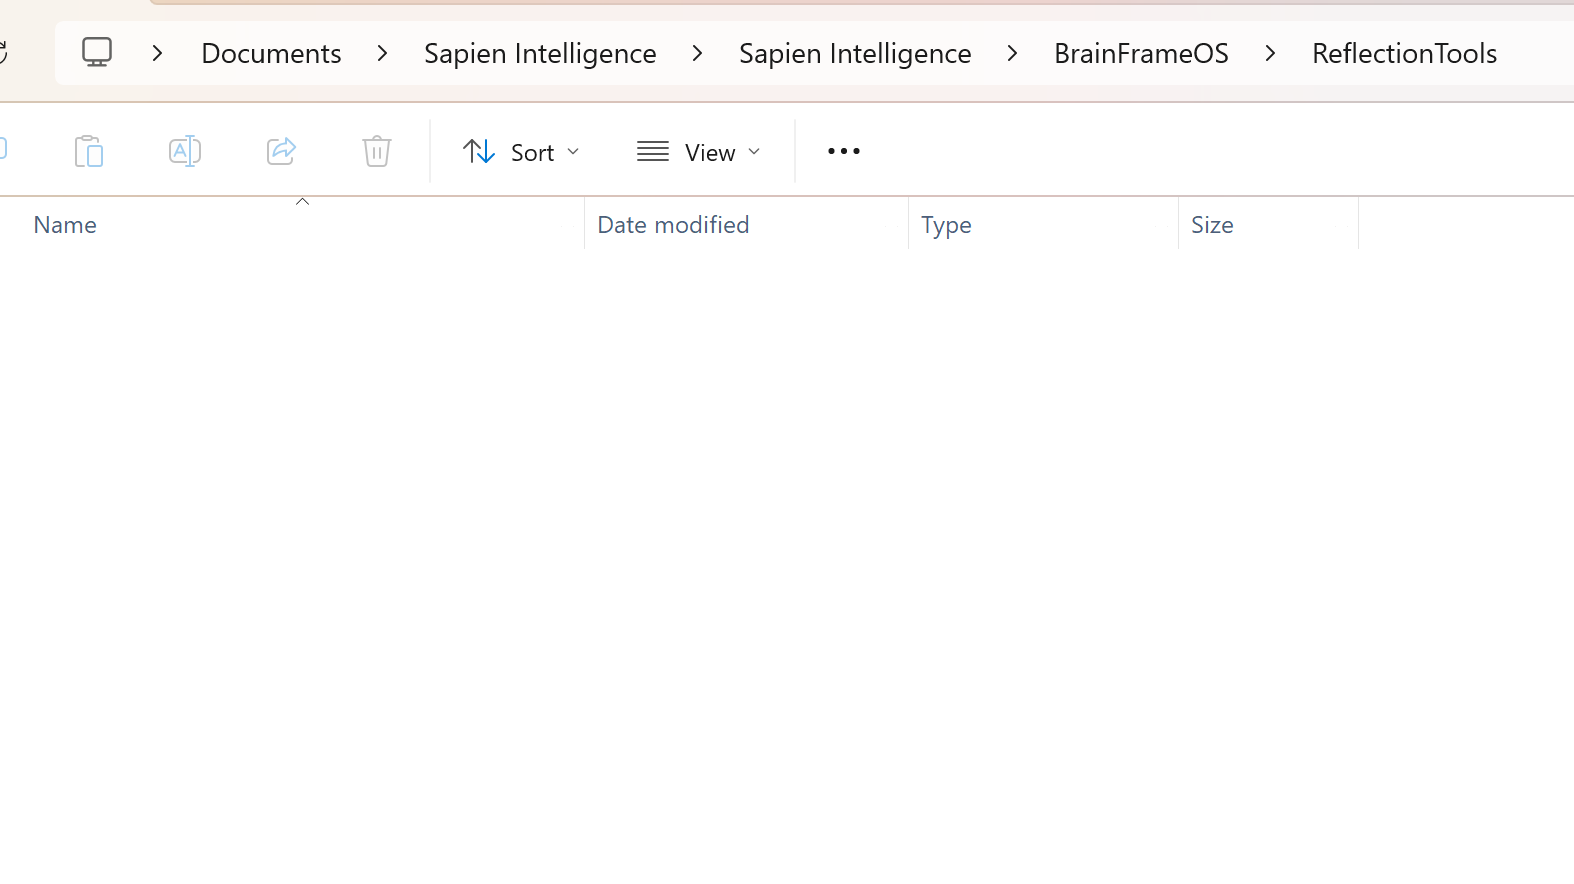 Documents > Sapien Intelligence > Sapien Intelligence > BrainFrameOS > ReflectionTools
Sort View
Name Date modified Type Size